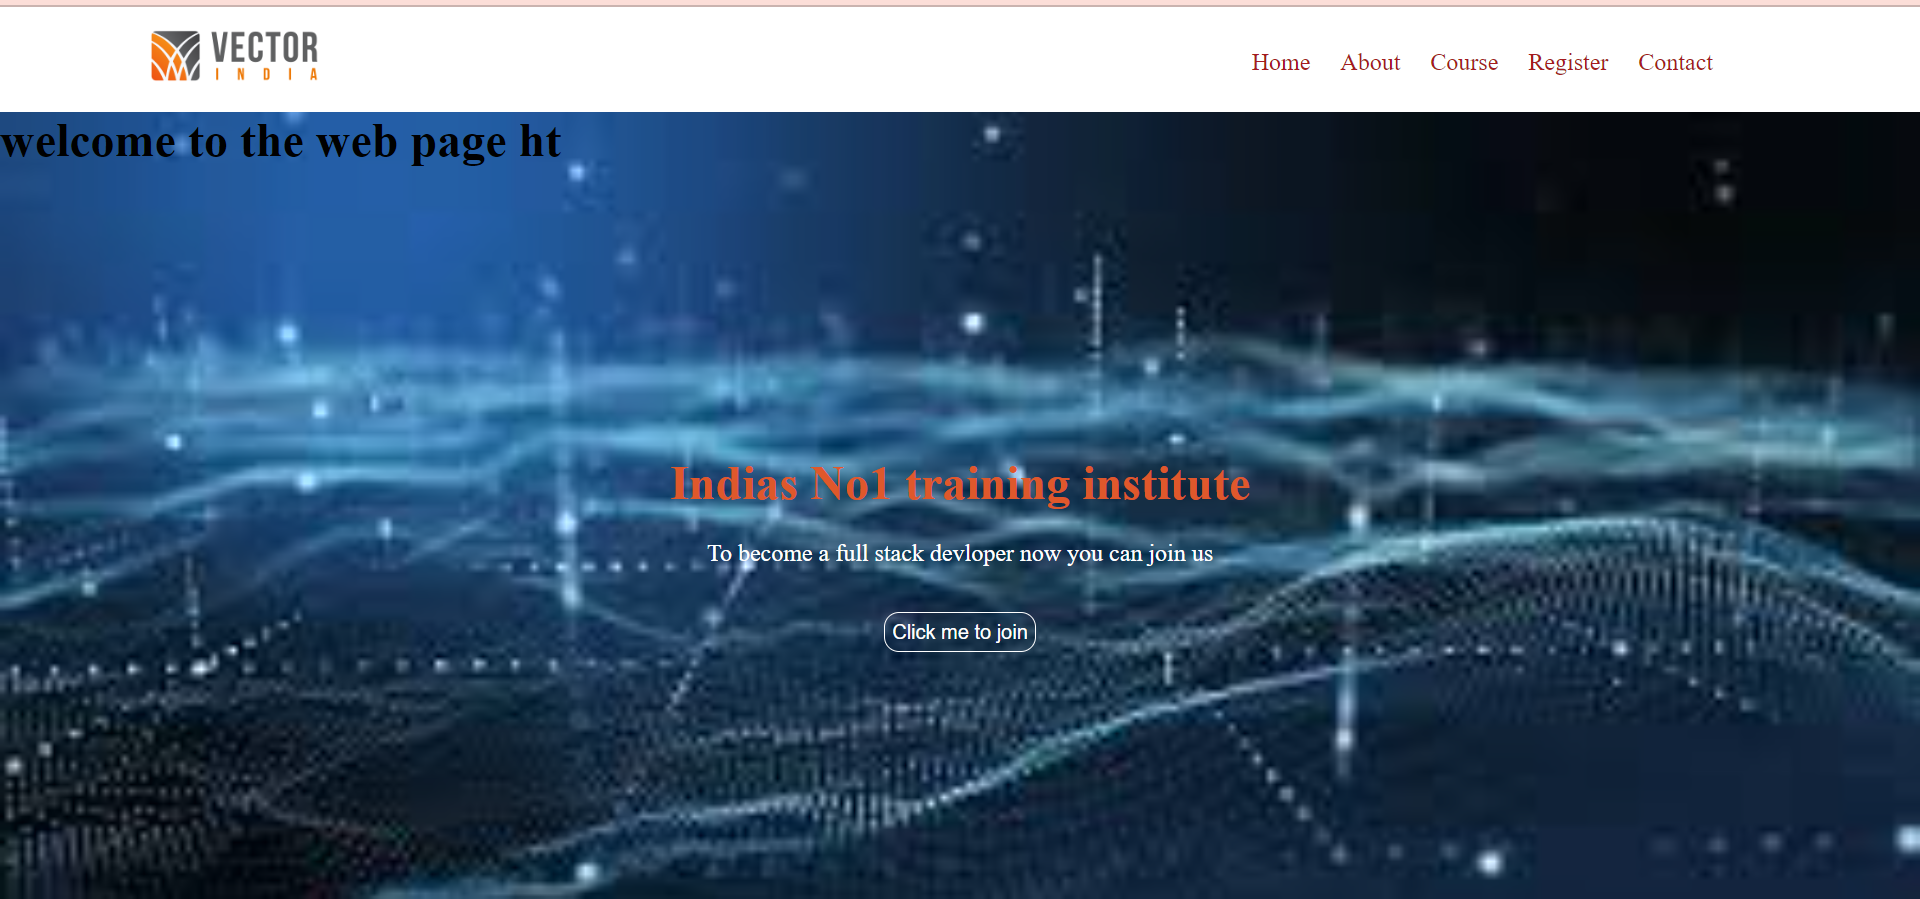 VECTOR
INDIA
Home About Course Register Contact
welcome to the web page ht
Indias No1 training institute
To become a full stack devloper now you can join us
Click me to join